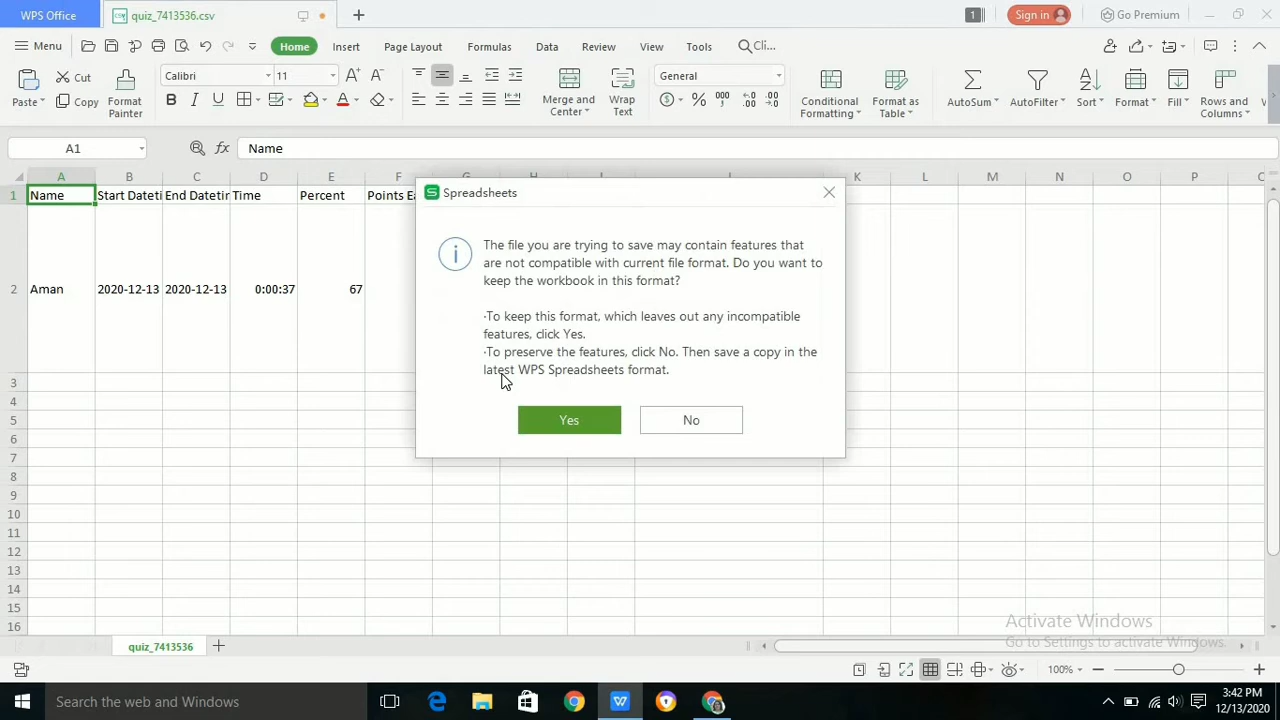 WPS Office
quiz_7413536.csv
1
Sign in
Go Premium
Menu
Home
Insert
Page Layout
Formulas
Data
Review
View
Tools
Cli...
Paste
Cut
Copy
Format
Painter
Calibri
11
Merge and
Center
Wrap
Text
General
Conditional
Formatting
Format as
Table
AutoSum
AutoFilter
Sort
Format
Fill
Rows and
Columns
A1
fx
Name
A B C D E F G H K L M N O P
1 Name Start Dateti End Datetir Time Percent Points Ea
2 Aman 2020-12-13 2020-12-13 0:00:37 67
3
4
5
6
7
8
9
10
11
12
13
14
15
16
Spreadsheets
The file you are trying to save may contain features that
are not compatible with current file format. Do you want to
keep the workbook in this format?
·To keep this format, which leaves out any incompatible
features, click Yes.
·To preserve the features, click No. Then save a copy in the
latest WPS Spreadsheets format.
Yes
No
Activate Windows
Go to Settings to activate Windows.
quiz_7413536
100%
Search the web and Windows
3:42 PM
12/13/2020